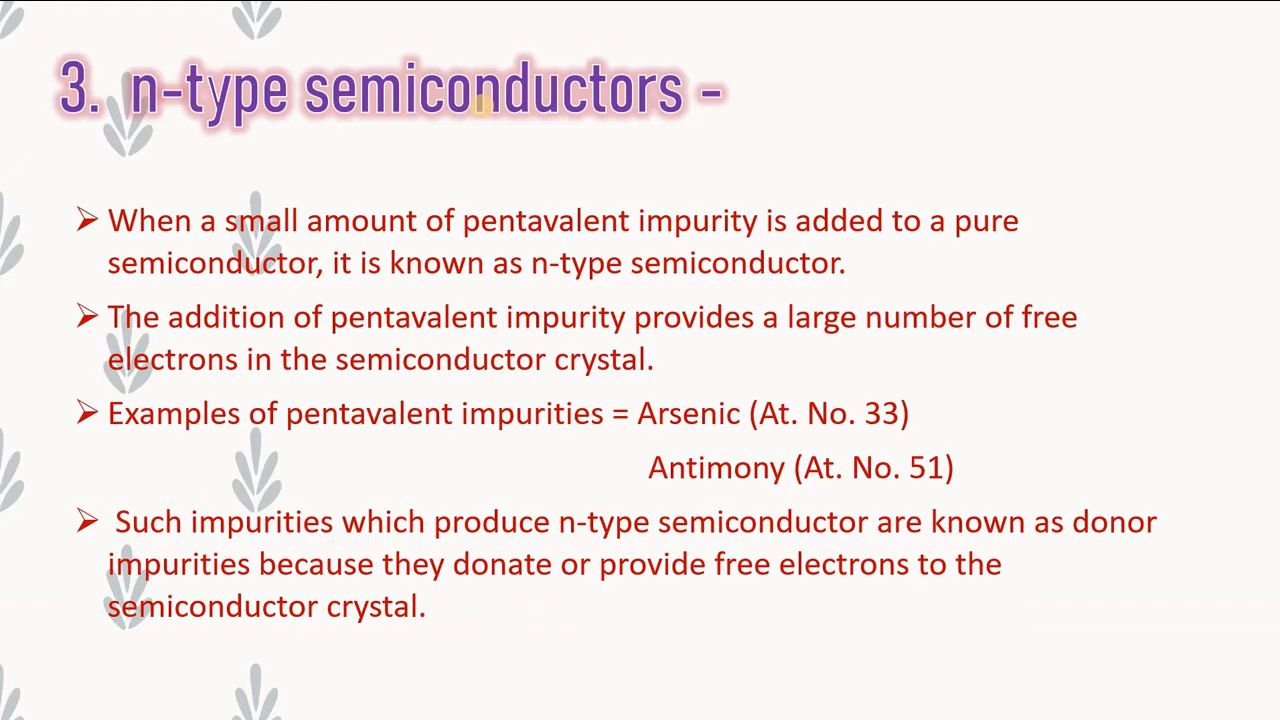 3. n-type semiconductors -
➢ When a small amount of pentavalent impurity is added to a pure
semiconductor, it is known as n-type semiconductor.
➢ The addition of pentavalent impurity provides a large number of free
electrons in the semiconductor crystal.
➢ Examples of pentavalent impurities = Arsenic (At. No. 33)
Antimony (At. No. 51)
➢ Such impurities which produce n-type semiconductor are known as donor
impurities because they donate or provide free electrons to the
semiconductor crystal.